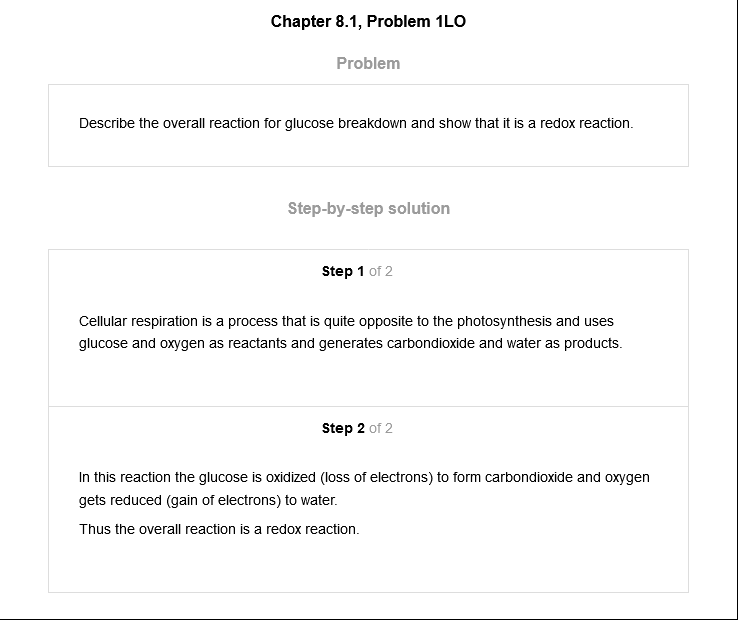 Chapter 8.1, Problem 1LO
Problem
Describe the overall reaction for glucose breakdown and show that it is a redox reaction.
Step-by-step solution
Step 1 of 2
Cellular respiration is a process that is quite opposite to the photosynthesis and uses
glucose and oxygen as reactants and generates carbondioxide and water as products.
Step 2 of 2
In this reaction the glucose is oxidized (loss of electrons) to form carbondioxide and oxygen
gets reduced (gain of electrons) to water.
Thus the overall reaction is a redox reaction.